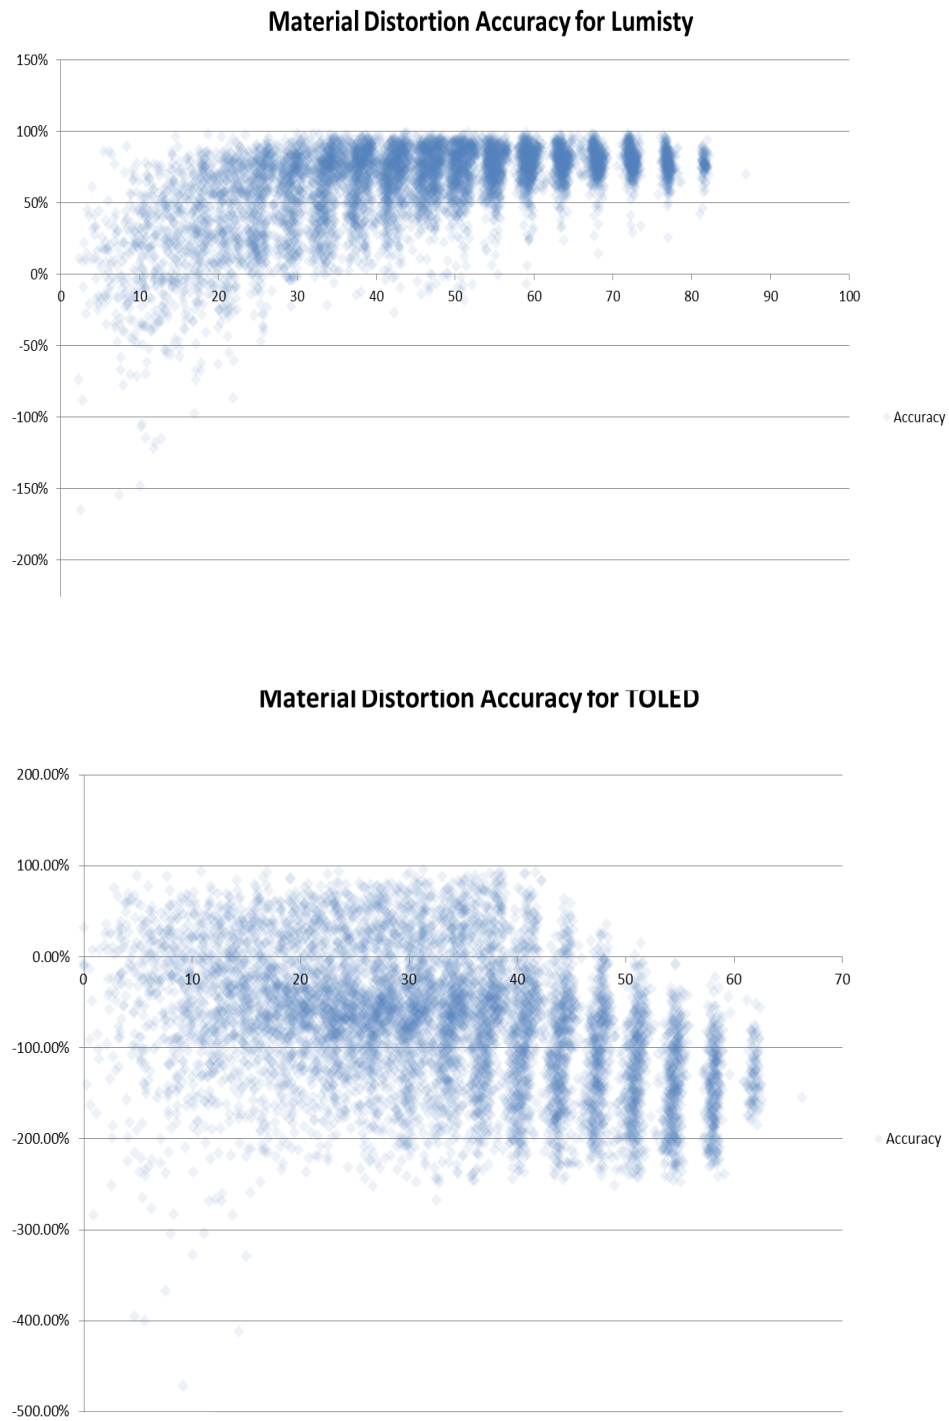 Material Distortion Accuracy for Lumisty
150%
100%
50%
0%
0 10 20 30 40 50 60 70 80 90 100
-50%
-100%
Accuracy
-150%
-200%
Material Distortion Accuracy for TOLED
200.00%
100.00%
0.00%
0 10 20 30 40 50 60 70
-100.00%
-200.00%
Accuracy
-300.00%
-400.00%
-500.00%